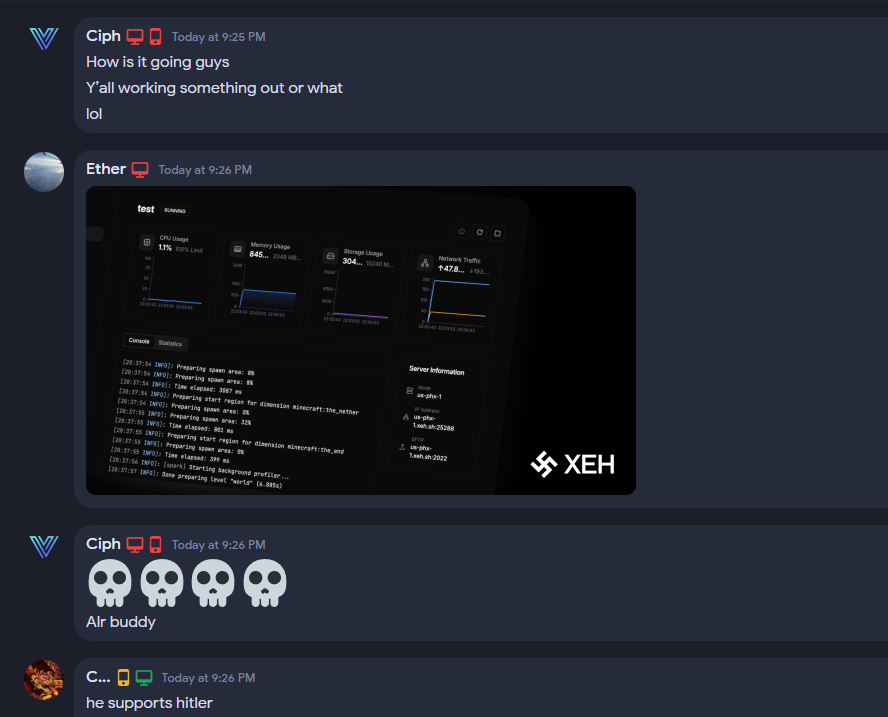 Ciph Today at 9:25 PM
How is it going guys
Y'all working something out or what
lol
Ether Today at 9:26 PM
test RUNNING
CPU Usage
1.1% 100% Limit
Memory Usage
845... 2048 MB...
Storage Usage
304... 10240 M...
Network Traffic
↑47.8... ↓193...
Console Statistics
[20:37:54 INFO]: Preparing spawn area: 0%
[20:37:54 INFO]: Preparing spawn area: 0%
[20:37:54 INFO]: Time elapsed: 3087 ms
[20:37:54 INFO]: Preparing start region for dimension minecraft:the_nether
[20:37:54 INFO]: Preparing spawn area: 0%
[20:37:55 INFO]: Preparing spawn area: 32%
[20:37:55 INFO]: Time elapsed: 801 ms
[20:37:55 INFO]: Preparing start region for dimension minecraft:the_end
[20:37:55 INFO]: Preparing spawn area: 0%
[20:37:55 INFO]: Time elapsed: 399 ms
[20:37:56 INFO]: [spark] Starting background profiler...
[20:37:57 INFO]: Done preparing level "world" (6.885s)
Server Information
Node
us-phx-1
IP Address
us-phx-
1.xeh.sh:25288
SFTP
us-phx-
1.xeh.sh:2022
XEH
Ciph Today at 9:26 PM
Alr buddy
C... Today at 9:26 PM
he supports hitler